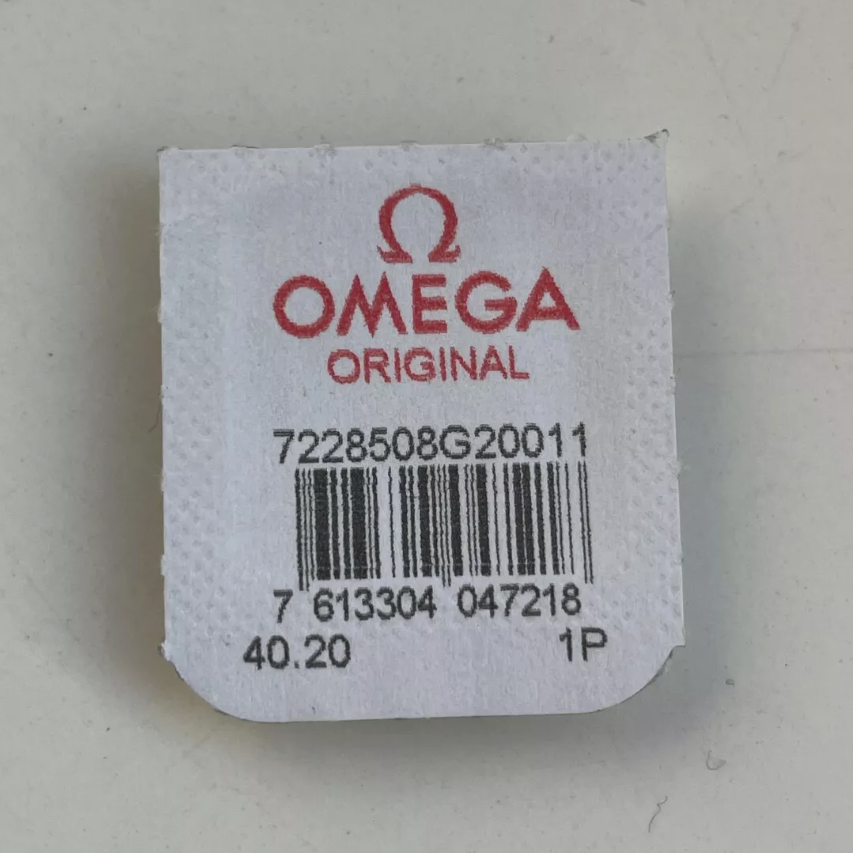 Ω
OMEGA
ORIGINAL
7228508G20011
7 613304 047218
40.20 1P